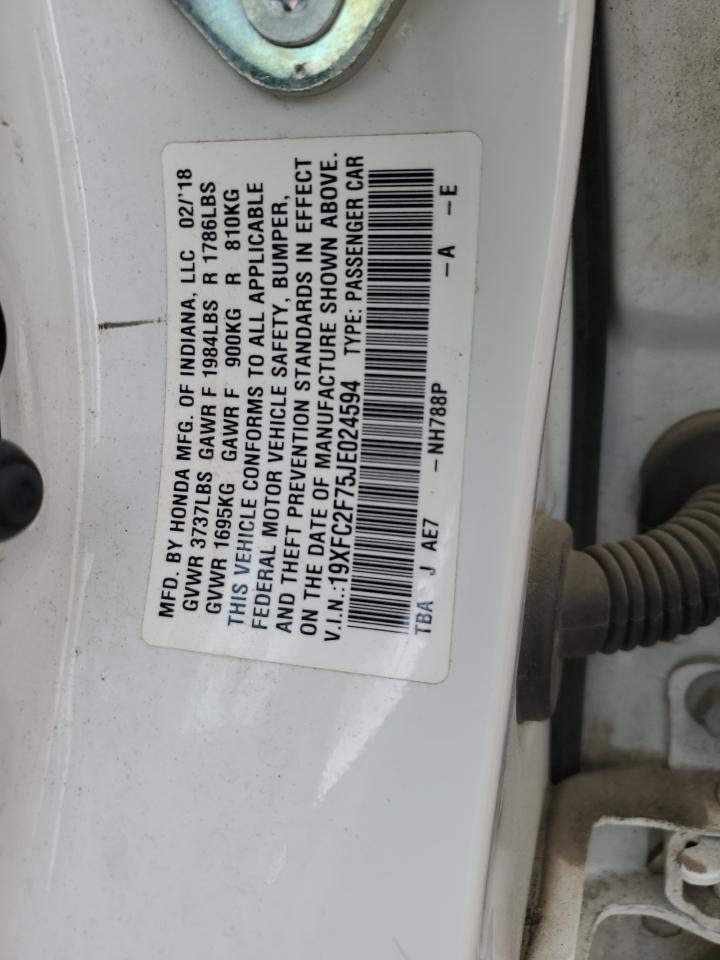 MFD. BY HONDA MFG. OF INDIANA, LLC 02/'18
GVWR 3737LBS GAWR F 1984LBS R 1786LBS
GVWR 1695KG GAWR F 900KG R 810KG
THIS VEHICLE CONFORMS TO ALL APPLICABLE
FEDERAL MOTOR VEHICLE SAFETY, BUMPER,
AND THEFT PREVENTION STANDARDS IN EFFECT
ON THE DATE OF MANUFACTURE SHOWN ABOVE.
V.I.N.:19XFC2F75JE024594 TYPE: PASSENGER CAR
TBA J AE7 -NH788P -A -E